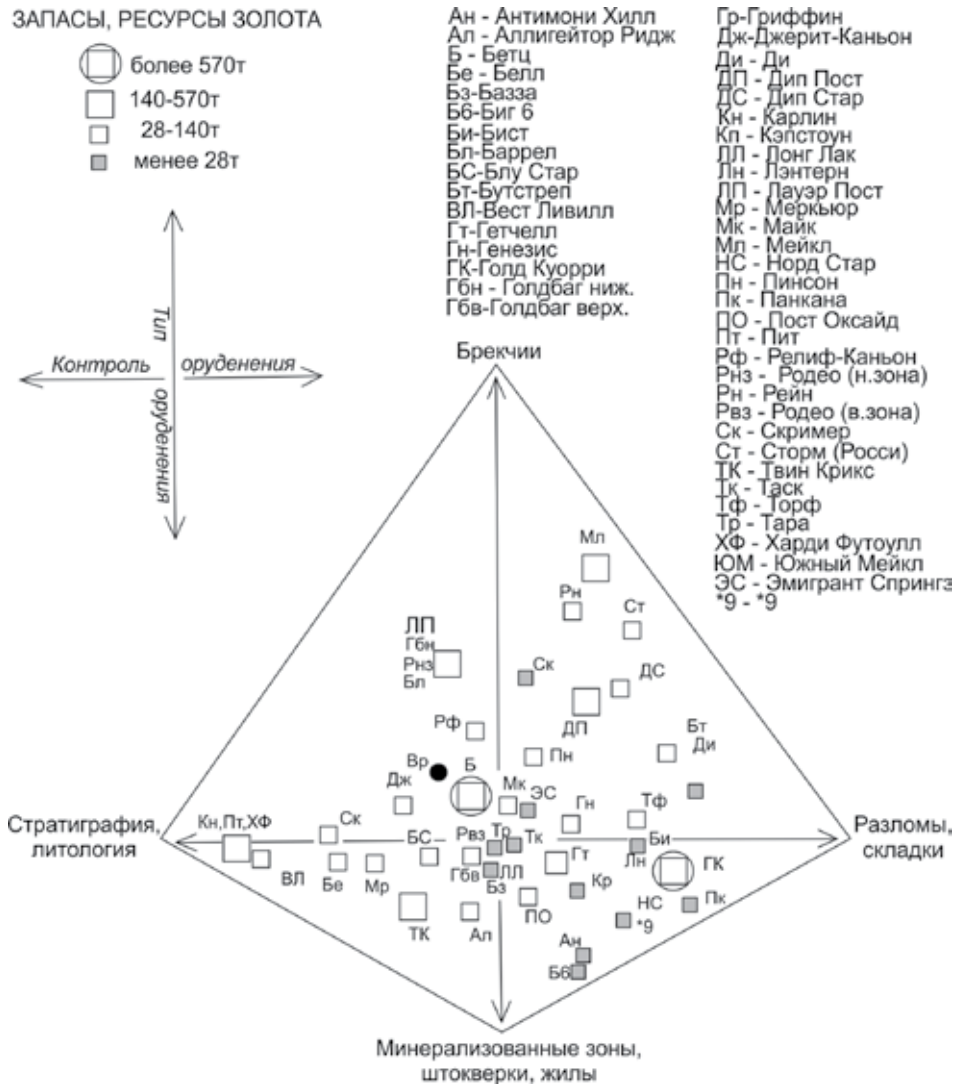 ЗАПАСЫ, РЕСУРСЫ ЗОЛОТА
более 570т
140-570т
28-140т
менее 28т
Ан - Антимони Хилл
Ал - Аллигейтор Ридж
Б - Бетц
Бе - Белл
Бз-Базза
Б6-Биг 6
Би-Бист
Бл-Баррел
БС-Блу Стар
Бт-Бутстреп
ВЛ-Вест Ливилл
Гт-Гетчелл
Гн-Генезис
ГК-Голд Куорри
Гбн - Голдбаг ниж.
Гбв-Голдбаг верх.
Гр-Гриффин
Дж-Джерит-Каньон
Ди - Ди
ДП - Дип Пост
ДС - Дип Стар
Кн - Карлин
Кп - Кэпстоун
ЛЛ - Лонг Лак
Лн - Лэнтерн
ЛП - Лауэр Пост
Мр - Меркьюр
Мк - Майк
Мл - Мейкл
НС - Норд Стар
Пн - Пинсон
Пк - Панкана
ПО - Пост Оксайд
Пт - Пит
Рф - Релиф-Каньон
Рнз - Родео (н.зона)
Рн - Рейн
Рвз - Родео (в.зона)
Ск - Скример
Ст - Сторм (Росси)
ТК - Твин Крикс
Тк - Таск
Тф - Торф
Тр - Тара
ХФ - Харди Футоулл
ЮМ - Южный Мейкл
ЭС - Эмигрант Спрингз
*9 - *9
Тип
Контроль оруденения
оруденения
Брекчии
Мл
Рн
Ст
ЛП
Гбн
Рнз
Бл
Ск
ДС
ДП
Рф
Пн
Бт
Ди
Вр
Б
Дж
Мк
ЭС
Гн
Тф
Стратиграфия,
литология
Разломы,
складки
Кн,Пт,ХФ
Ск
БС
Рвз
Тр
Тк
Би
ВЛ
Бе
Мр
Гбв
ЛЛ
Бз
Гт
Лн
ГК
Кр
ТК
Ал
ПО
НС
*9
Пк
Ан
Б6
Минерализованные зоны,
штокверки, жилы